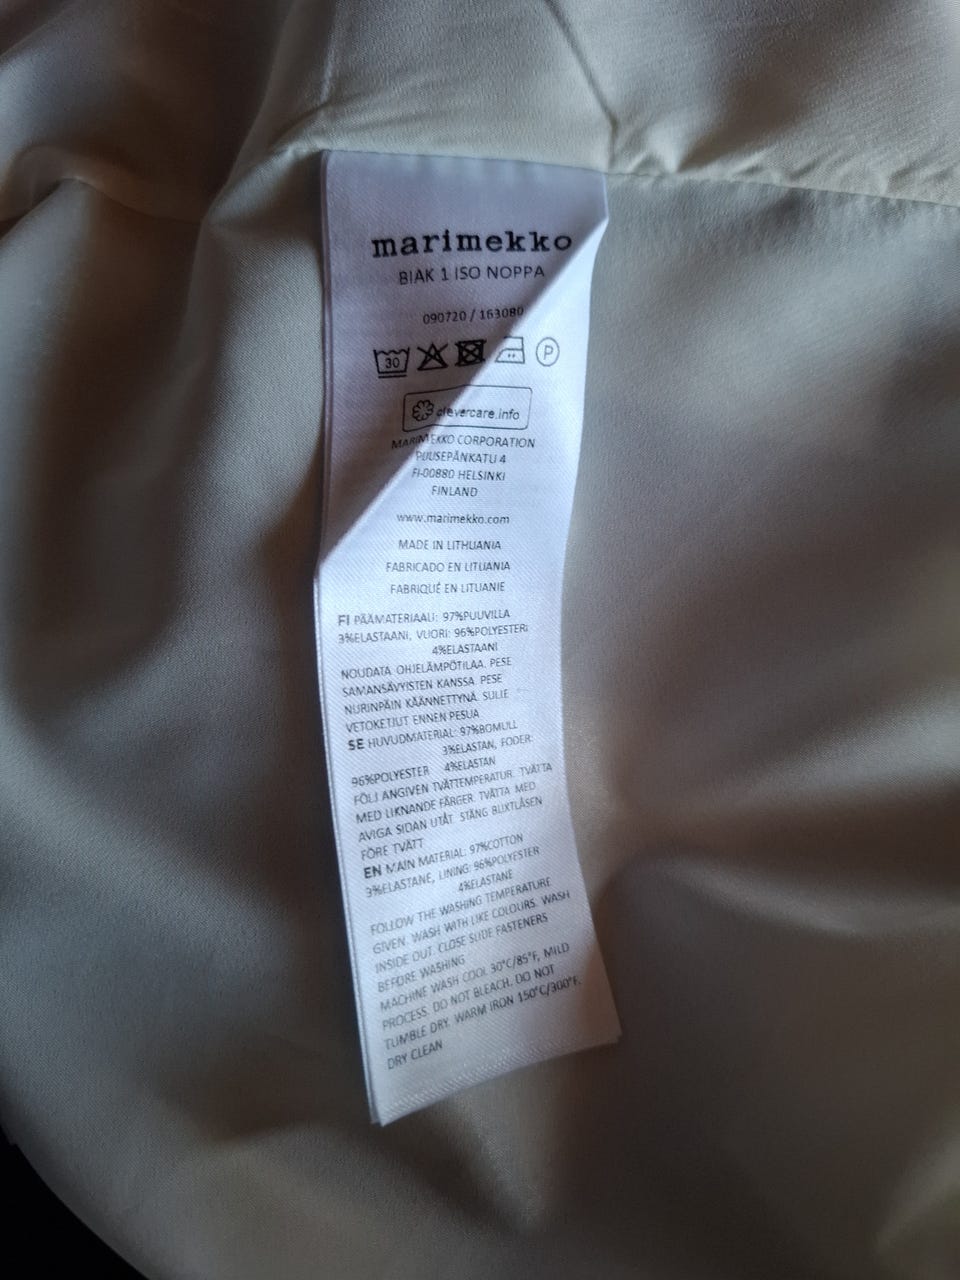 marimekko
BIAK 1 ISO NOPPA
090720 / 163080
30 P
clevercare.info
MARIMEKKO CORPORATION
PUUSEPÄNKATU 4
FI-00880 HELSINKI
FINLAND
www.marimekko.com
MADE IN LITHUANIA
FABRICADO EN LITUANIA
FABRIQUÉ EN LITUANIE
FI PÄÄMATERIAALI: 97%PUUVILLA
3%ELASTAANI, VUORI: 96%POLYESTERI
4%ELASTAANI
NOUDATA OHJELÄMPÖTILAA. PESE
SAMANSÄVYISTEN KANSSA. PESE
NURINPÄIN KÄÄNNETTYNÄ. SULJE
VETOKETJUT ENNEN PESUA
SE HUVUDMATERIAL: 97%BOMULL
3%ELASTAN, FODER:
96%POLYESTER 4%ELASTAN
FÖLJ ANGIVEN TVÄTTEMPERATUR. TVÄTTA
MED LIKNANDE FÄRGER. TVÄTTA MED
AVIGA SIDAN UTÅT. STÄNG BLIXTLÅSEN
FÖRE TVÄTT
EN MAIN MATERIAL: 97%COTTON
3%ELASTANE, LINING: 96%POLYESTER
4%ELASTANE
FOLLOW THE WASHING TEMPERATURE
GIVEN. WASH WITH LIKE COLOURS. WASH
INSIDE OUT. CLOSE SLIDE FASTENERS
BEFORE WASHING
MACHINE WASH COOL 30°C/85°F, MILD
PROCESS. DO NOT BLEACH. DO NOT
TUMBLE DRY. WARM IRON 150°C/300°F.
DRY CLEAN